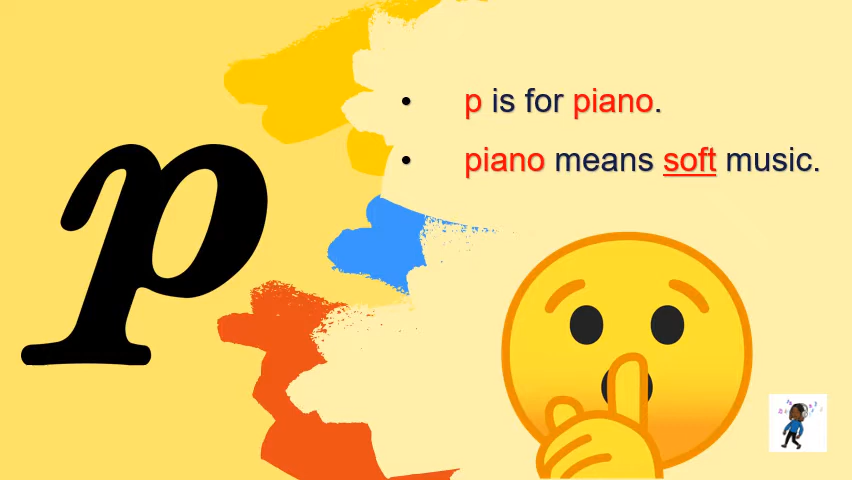 p
• p is for piano.
• piano means soft music.